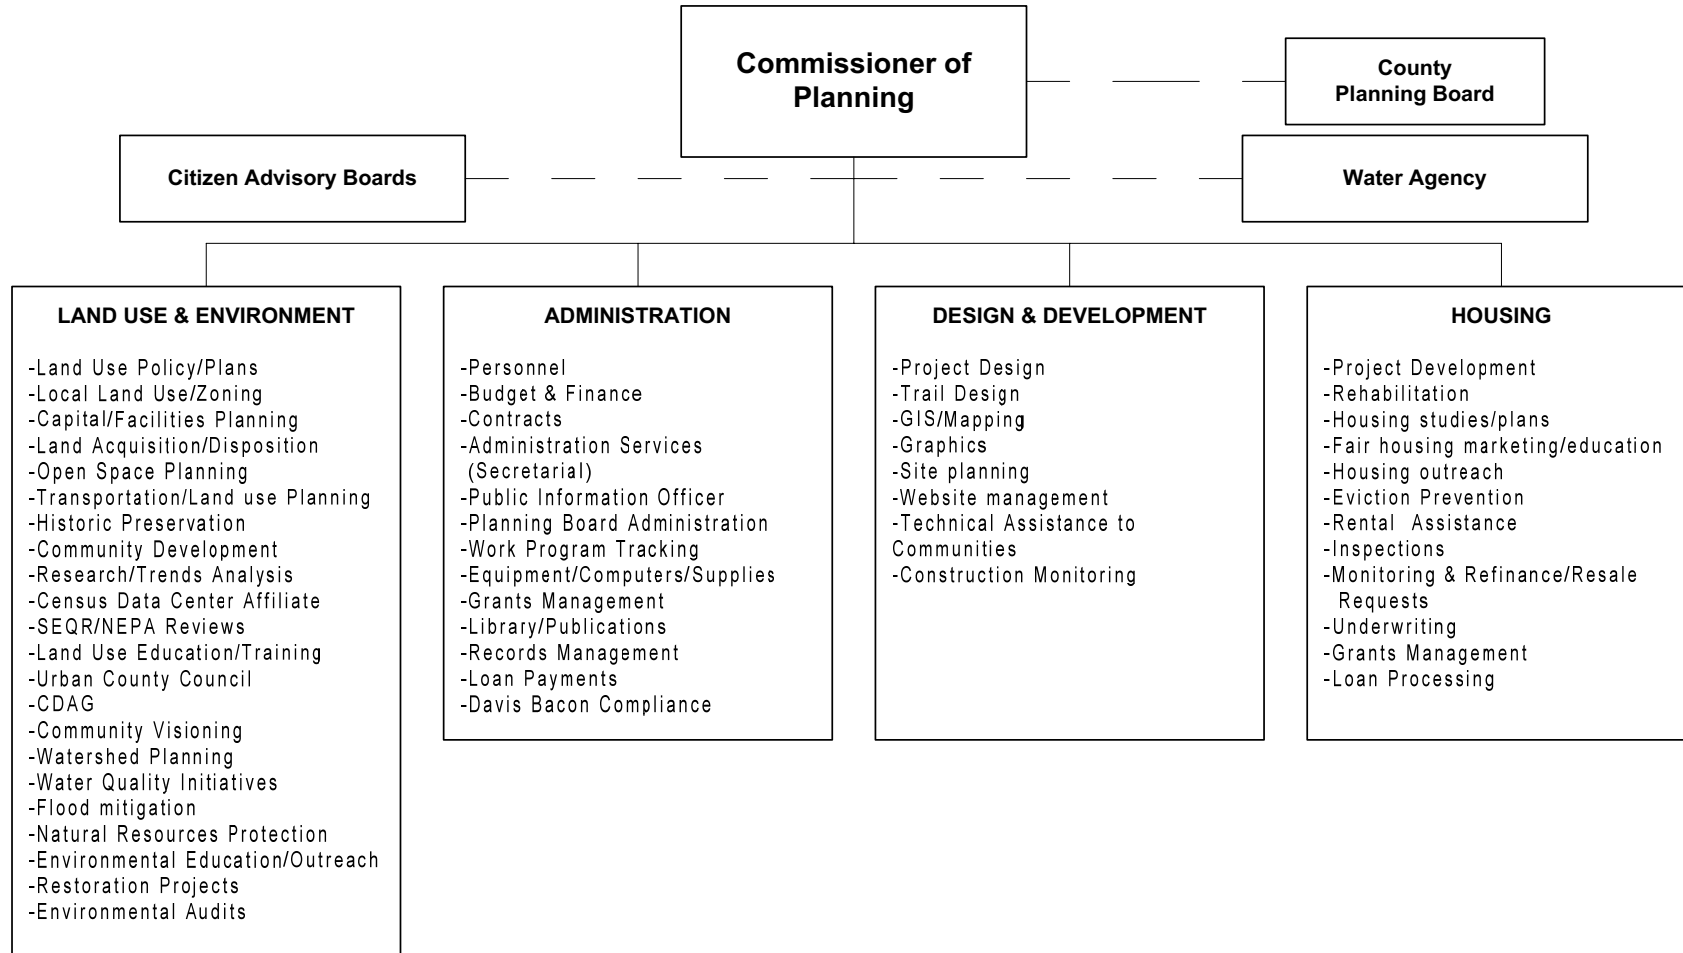 Commissioner of
Planning
County
Planning Board
Citizen Advisory Boards
Water Agency
LAND USE & ENVIRONMENT
-Land Use Policy/Plans
-Local Land Use/Zoning
-Capital/Facilities Planning
-Land Acquisition/Disposition
-Open Space Planning
-Transportation/Land use Planning
-Historic Preservation
-Community Development
-Research/Trends Analysis
-Census Data Center Affiliate
-SEQR/NEPA Reviews
-Land Use Education/Training
-Urban County Council
-CDAG
-Community Visioning
-Watershed Planning
-Water Quality Initiatives
-Flood mitigation
-Natural Resources Protection
-Environmental Education/Outreach
-Restoration Projects
-Environmental Audits
ADMINISTRATION
-Personnel
-Budget & Finance
-Contracts
-Administration Services
(Secretarial)
-Public Information Officer
-Planning Board Administration
-Work Program Tracking
-Equipment/Computers/Supplies
-Grants Management
-Library/Publications
-Records Management
-Loan Payments
-Davis Bacon Compliance
DESIGN & DEVELOPMENT
-Project Design
-Trail Design
-GIS/Mapping
-Graphics
-Site planning
-Website management
-Technical Assistance to
Communities
-Construction Monitoring
HOUSING
-Project Development
-Rehabilitation
-Housing studies/plans
-Fair housing marketing/education
-Housing outreach
-Eviction Prevention
-Rental Assistance
-Inspections
-Monitoring & Refinance/Resale
Requests
-Underwriting
-Grants Management
-Loan Processing